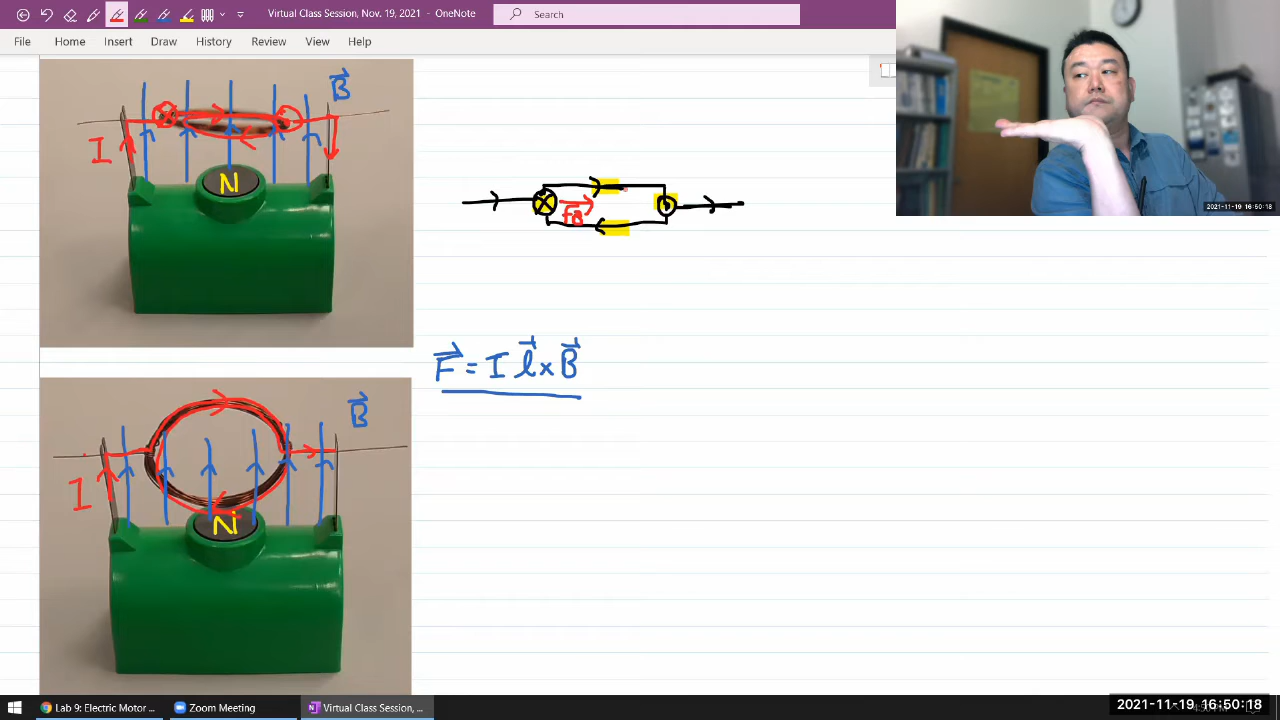 Virtual Class Session, Nov. 19, 2021 - OneNote
Search
File Home Insert Draw History Review View Help
B
I
N
FB
F = I l x B
B
I
N
2021-11-19 16:50:18
Lab 9: Electric Motor ...
Zoom Meeting
Virtual Class Session, ...
2021-11-19 16:50:18